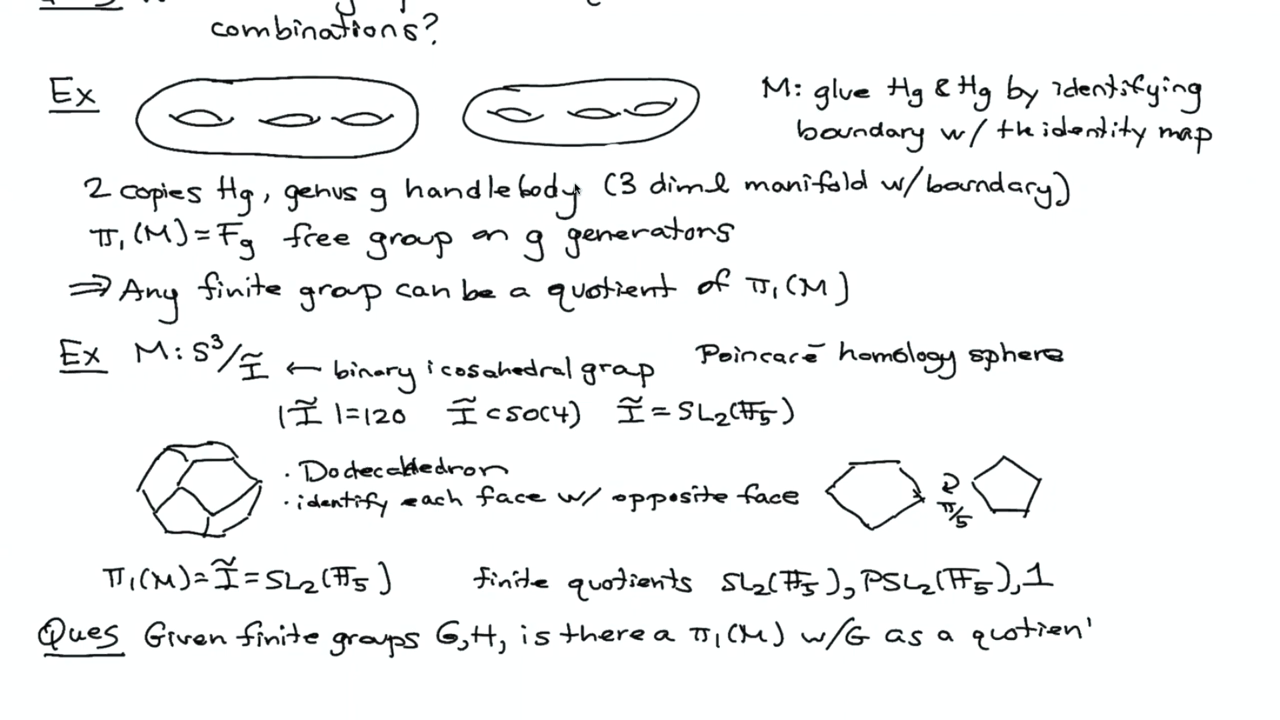 combinations?
Ex
M: glue Hg & Hg by identifying
boundary w/ th identity map
2 copies Hg, genus g handlebody (3 diml manifold w/ boundary)
π₁(M) = Fg free group on g generators
⇒ Any finite group can be a quotient of π₁(M)
Ex M: S³/Ĩ ← binary icosahedral grap Poincaré homology sphere
|Ĩ|=120 Ĩ ⊂ SO(4) Ĩ = SL₂(𝔽₅)
· Dodecahedron
· identify each face w/ opposite face π/5
π₁(M) = Ĩ = SL₂(𝔽₅) finite quotients SL₂(𝔽₅), PSL₂(𝔽₅), 1
Ques Given finite groups G,H, is there a π₁(M) w/ G as a quotien